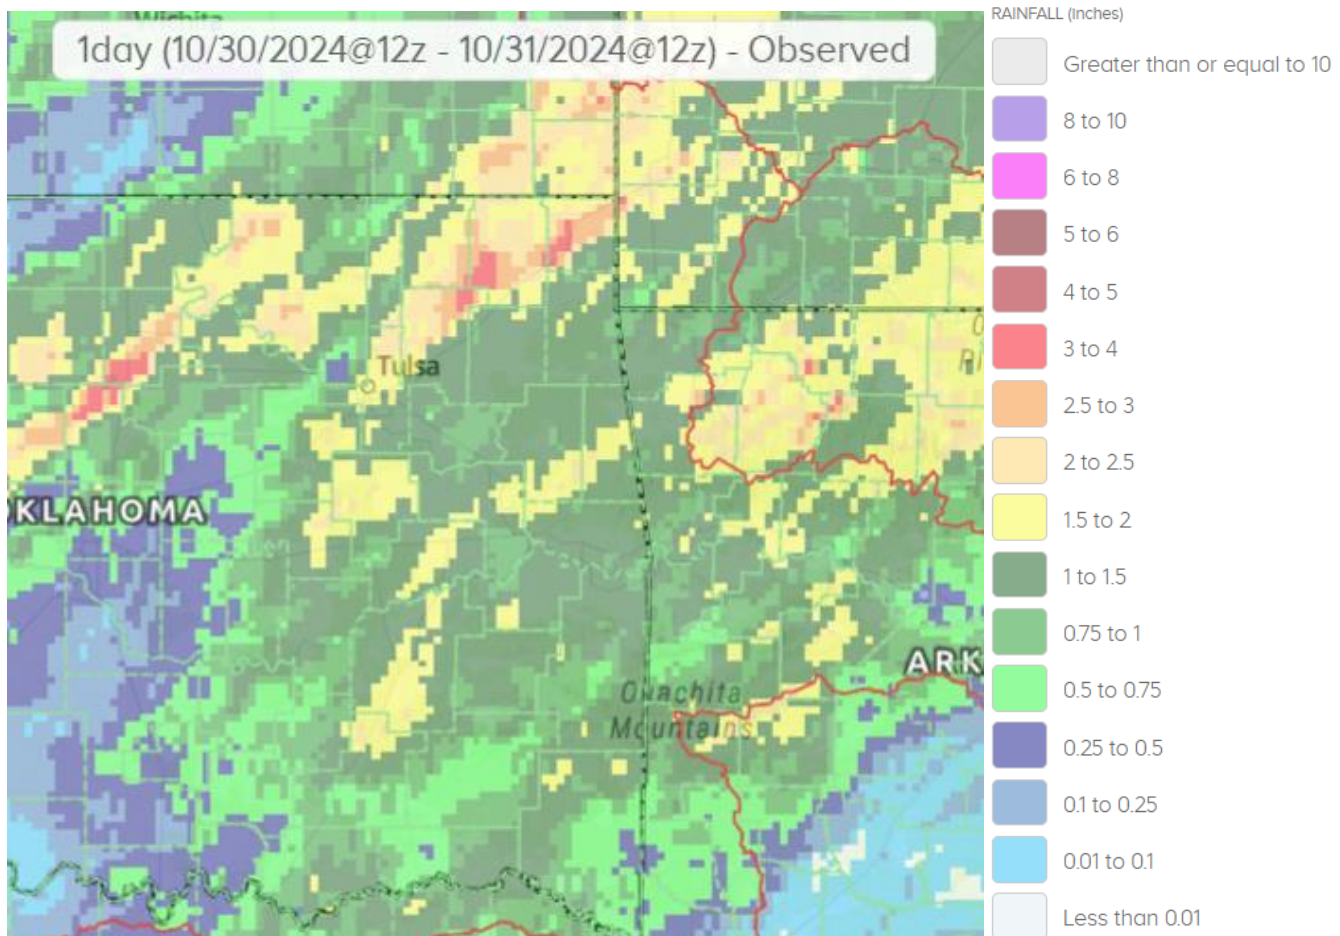 Wichita
1day (10/30/2024@12z - 10/31/2024@12z) - Observed
Tulsa
OKLAHOMA
ARK
Ouachita
Mountains
RAINFALL (Inches)
Greater than or equal to 10
8 to 10
6 to 8
5 to 6
4 to 5
3 to 4
2.5 to 3
2 to 2.5
1.5 to 2
1 to 1.5
0.75 to 1
0.5 to 0.75
0.25 to 0.5
0.1 to 0.25
0.01 to 0.1
Less than 0.01